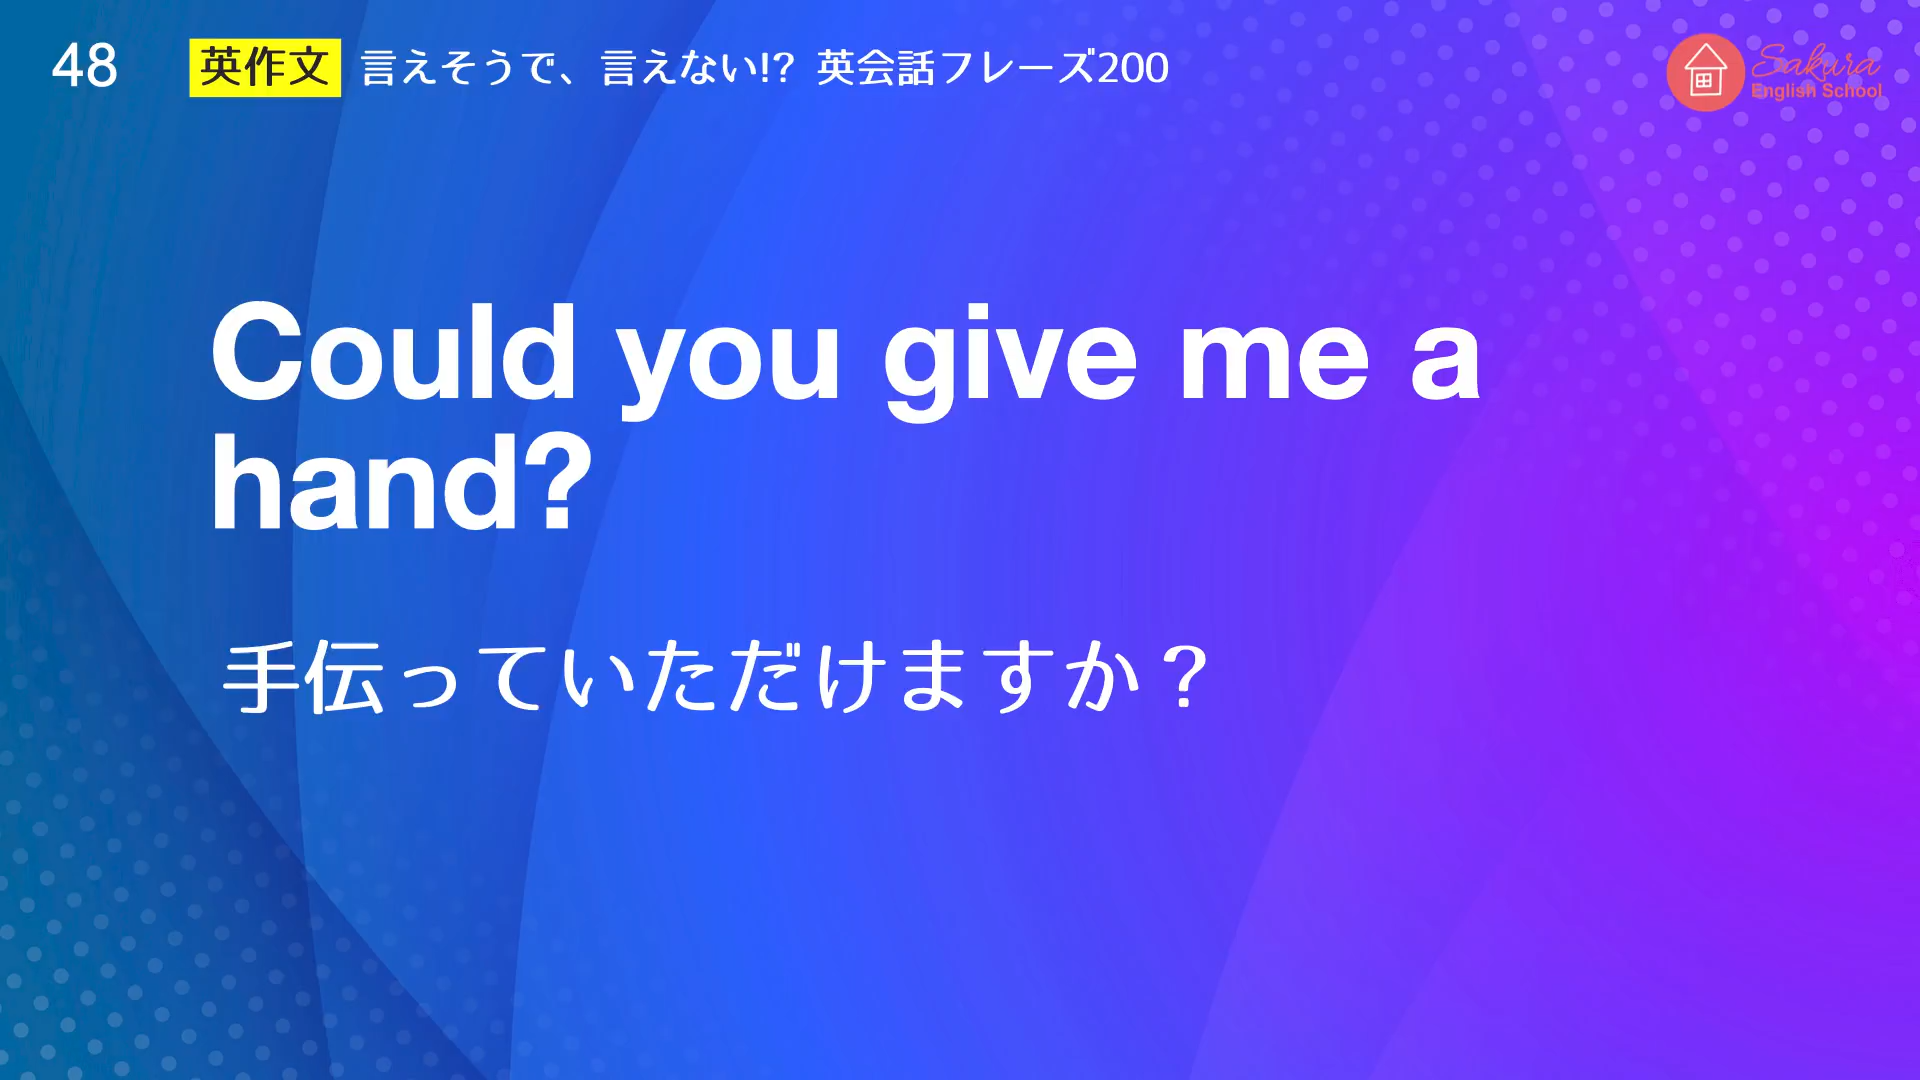 48
英作文 言えそうで、言えない!? 英会話フレーズ200
Sakura
English School
Could you give me a
hand?
手伝っていただけますか？